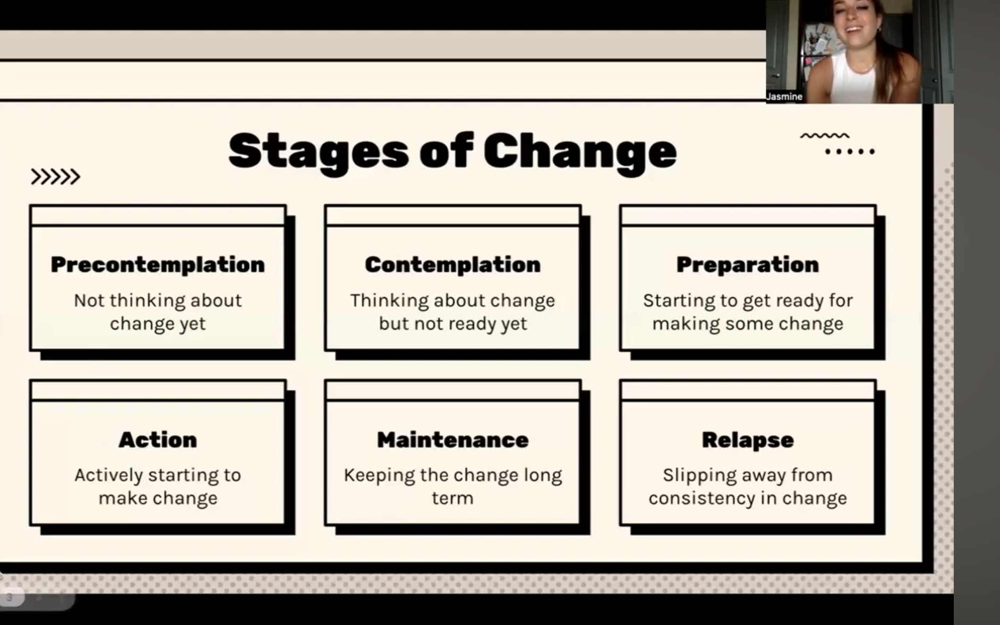 Jasmine
Stages of Change
Precontemplation
Not thinking about
change yet
Contemplation
Thinking about change
but not ready yet
Preparation
Starting to get ready for
making some change
Action
Actively starting to
make change
Maintenance
Keeping the change long
term
Relapse
Slipping away from
consistency in change
3